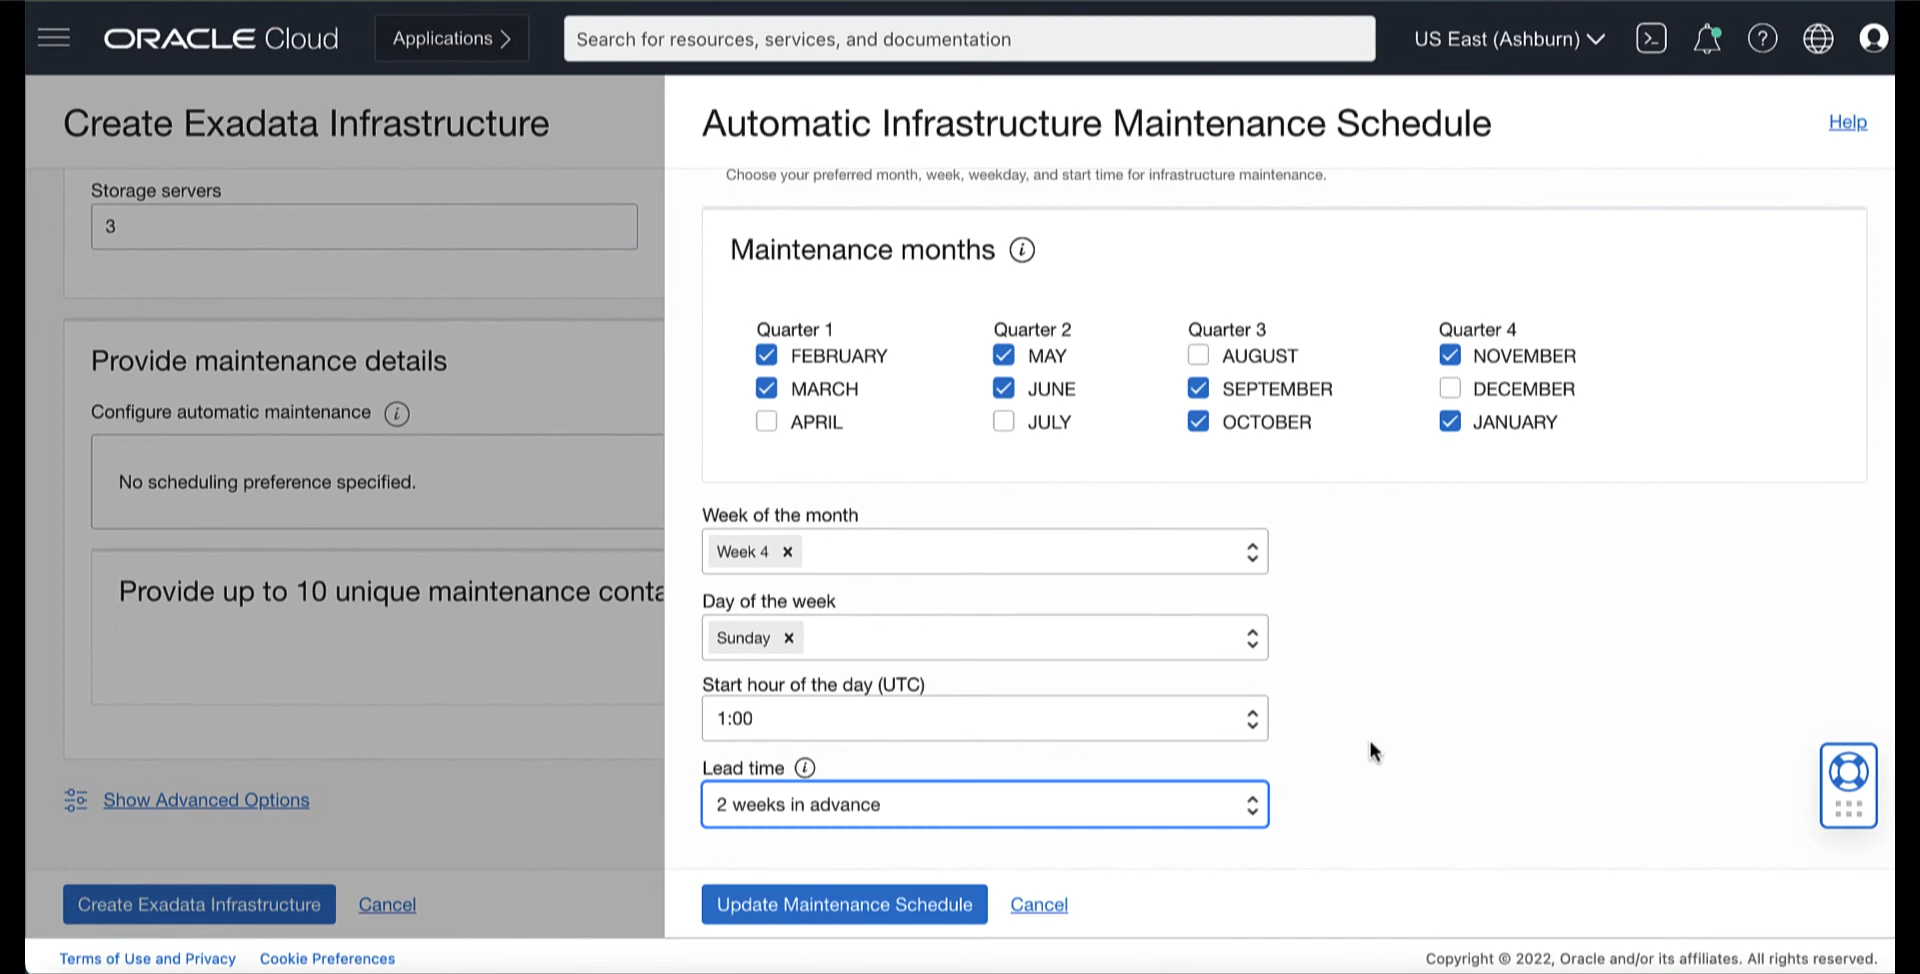 ORACLE Cloud
Applications
Search for resources, services, and documentation
US East (Ashburn)
Create Exadata Infrastructure
Storage servers
3
Provide maintenance details
Configure automatic maintenance
No scheduling preference specified.
Provide up to 10 unique maintenance conta
Show Advanced Options
Create Exadata Infrastructure
Cancel
Automatic Infrastructure Maintenance Schedule
Help
Choose your preferred month, week, weekday, and start time for infrastructure maintenance.
Maintenance months
Quarter 1
FEBRUARY
MARCH
APRIL
Quarter 2
MAY
JUNE
JULY
Quarter 3
AUGUST
SEPTEMBER
OCTOBER
Quarter 4
NOVEMBER
DECEMBER
JANUARY
Week of the month
Week 4
Day of the week
Sunday
Start hour of the day (UTC)
1:00
Lead time
2 weeks in advance
Update Maintenance Schedule
Cancel
Terms of Use and Privacy
Cookie Preferences
Copyright © 2022, Oracle and/or its affiliates. All rights reserved.